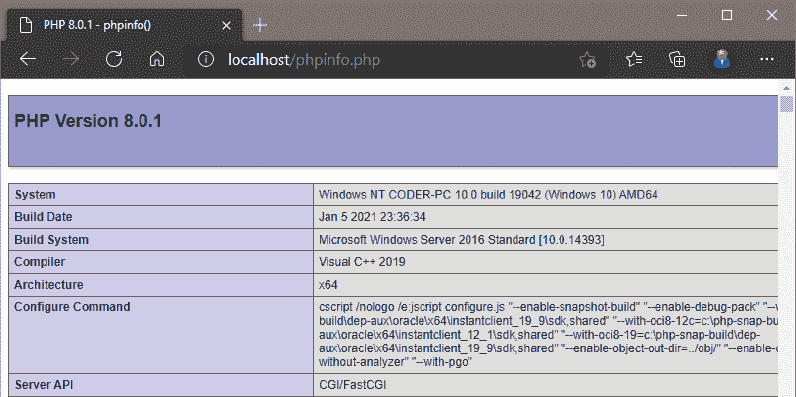 PHP 8.0.1 - phpinfo()
localhost/phpinfo.php
PHP Version 8.0.1
System Windows NT CODER-PC 10.0 build 19042 (Windows 10) AMD64
Build Date Jan 5 2021 23:36:34
Build System Microsoft Windows Server 2016 Standard [10.0.14393]
Compiler Visual C++ 2019
Architecture x64
Configure Command cscript /nologo /e:jscript configure.js "--enable-snapshot-build" "--enable-debug-pack"
build\dep-aux\oracle\x64\instantclient_19_9\sdk,shared" "--with-oci8-12c=c:\php-snap-bu
aux\oracle\x64\instantclient_12_1\sdk,shared" "--with-oci8-19=c:\php-snap-build\dep-
aux\oracle\x64\instantclient_19_9\sdk,shared" "--enable-object-out-dir=../obj/" "--enable-
without-analyzer" "--with-pgo"
Server API CGI/FastCGI